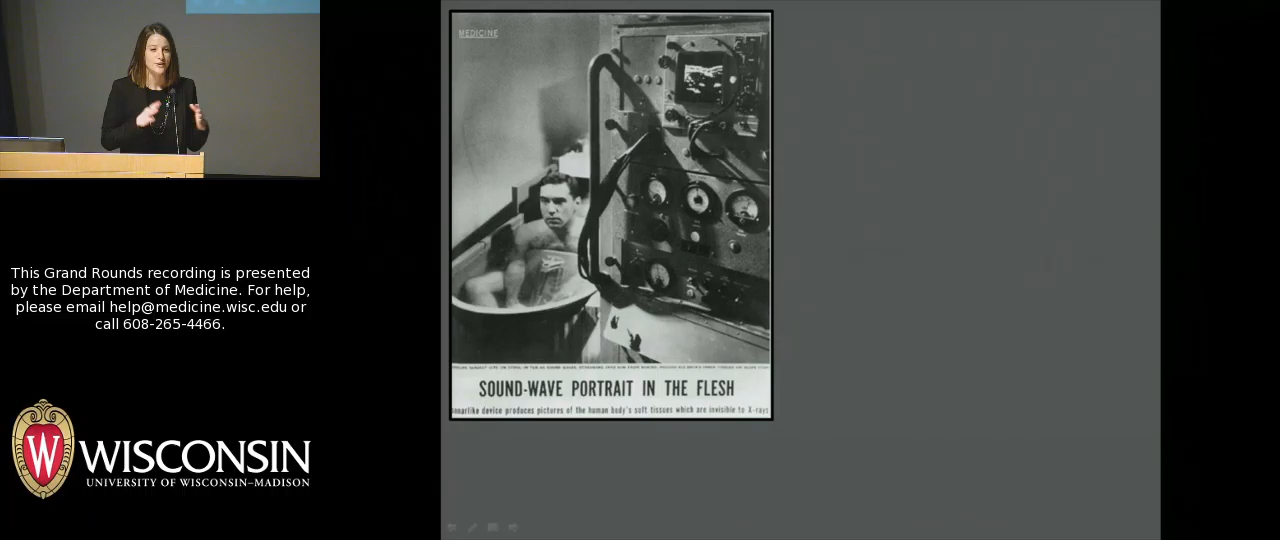 This Grand Rounds recording is presented
by the Department of Medicine. For help,
please email help@medicine.wisc.edu or
call 608-265-4466.
W WISCONSIN
UNIVERSITY OF WISCONSIN–MADISON
MEDICINE
SOUND-WAVE PORTRAIT IN THE FLESH
device produces pictures of the human body's soft tissues which are invisible to X-rays